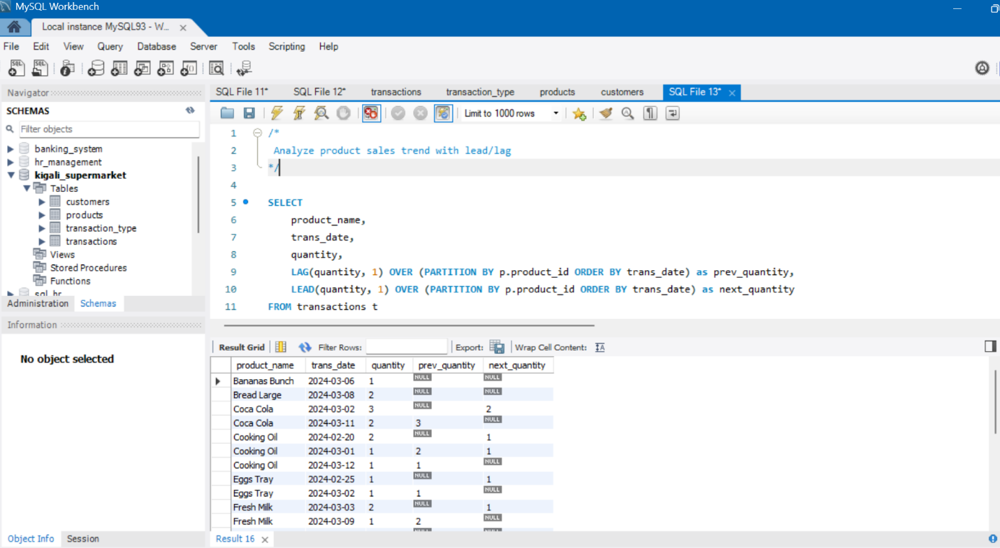 MySQL Workbench
Local instance MySQL93 - W...
File Edit View Query Database Server Tools Scripting Help
Navigator
SCHEMAS
Filter objects
banking_system
hr_management
kigali_supermarket
Tables
customers
products
transaction_type
transactions
Views
Stored Procedures
Functions
sql_hr
Administration Schemas
Information
No object selected
Object Info Session
SQL File 11* SQL File 12* transactions transaction_type products customers SQL File 13*
Limit to 1000 rows
1 /*
2 Analyze product sales trend with lead/lag
3 */
4
5 SELECT
6 product_name,
7 trans_date,
8 quantity,
9 LAG(quantity, 1) OVER (PARTITION BY p.product_id ORDER BY trans_date) as prev_quantity,
10 LEAD(quantity, 1) OVER (PARTITION BY p.product_id ORDER BY trans_date) as next_quantity
11 FROM transactions t
Result Grid Filter Rows: Export: Wrap Cell Content:
product_name trans_date quantity prev_quantity next_quantity
Bananas Bunch 2024-03-06 1 NULL NULL
Bread Large 2024-03-08 2 NULL NULL
Coca Cola 2024-03-02 3 NULL 2
Coca Cola 2024-03-11 2 3 NULL
Cooking Oil 2024-02-20 2 NULL 1
Cooking Oil 2024-03-01 1 2 1
Cooking Oil 2024-03-12 1 1 NULL
Eggs Tray 2024-02-25 1 NULL 1
Eggs Tray 2024-03-02 1 1 NULL
Fresh Milk 2024-03-03 2 NULL 1
Fresh Milk 2024-03-09 1 2 NULL
Result 16